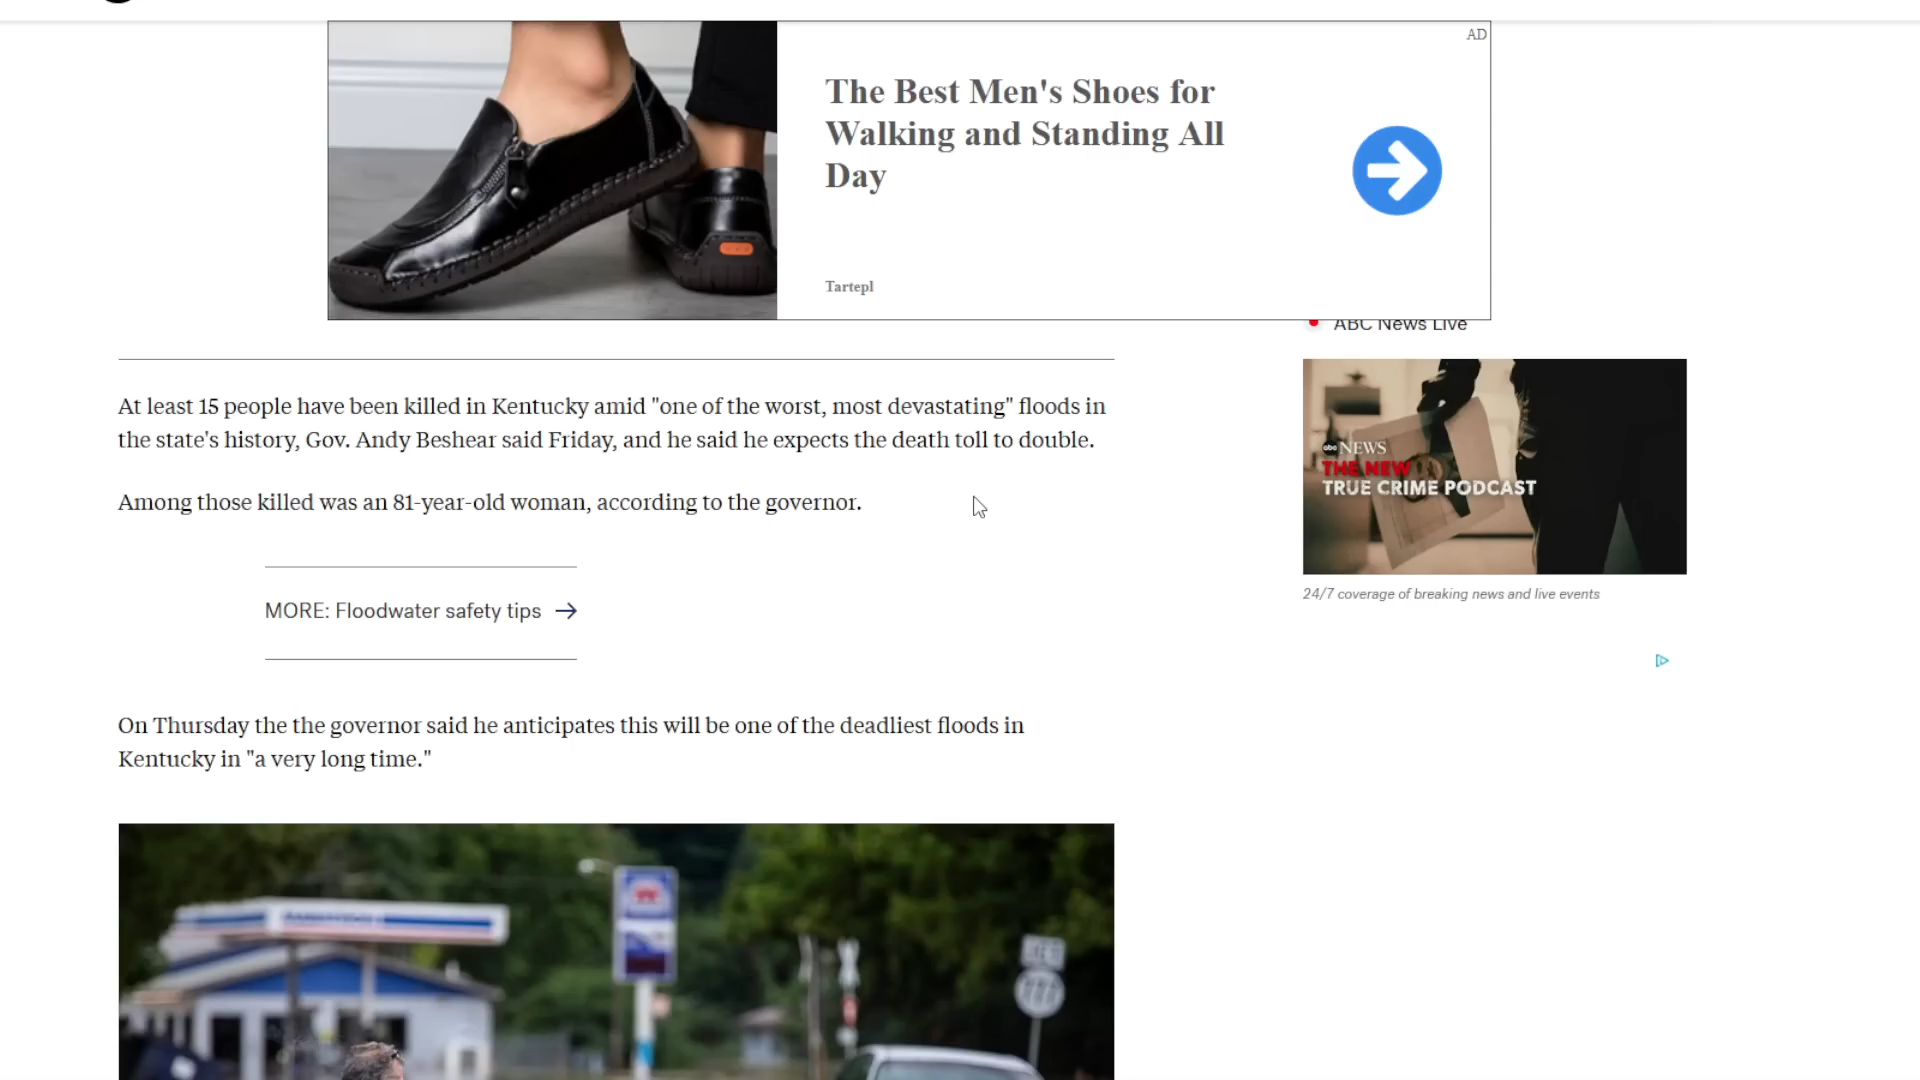 AD
The Best Men's Shoes for
Walking and Standing All
Day
Tartepl
ABC News Live
At least 15 people have been killed in Kentucky amid "one of the worst, most devastating" floods in
the state's history, Gov. Andy Beshear said Friday, and he said he expects the death toll to double.
abc NEWS
THE NEW
TRUE CRIME PODCAST
Among those killed was an 81-year-old woman, according to the governor.
24/7 coverage of breaking news and live events
MORE: Floodwater safety tips
On Thursday the the governor said he anticipates this will be one of the deadliest floods in
Kentucky in "a very long time."